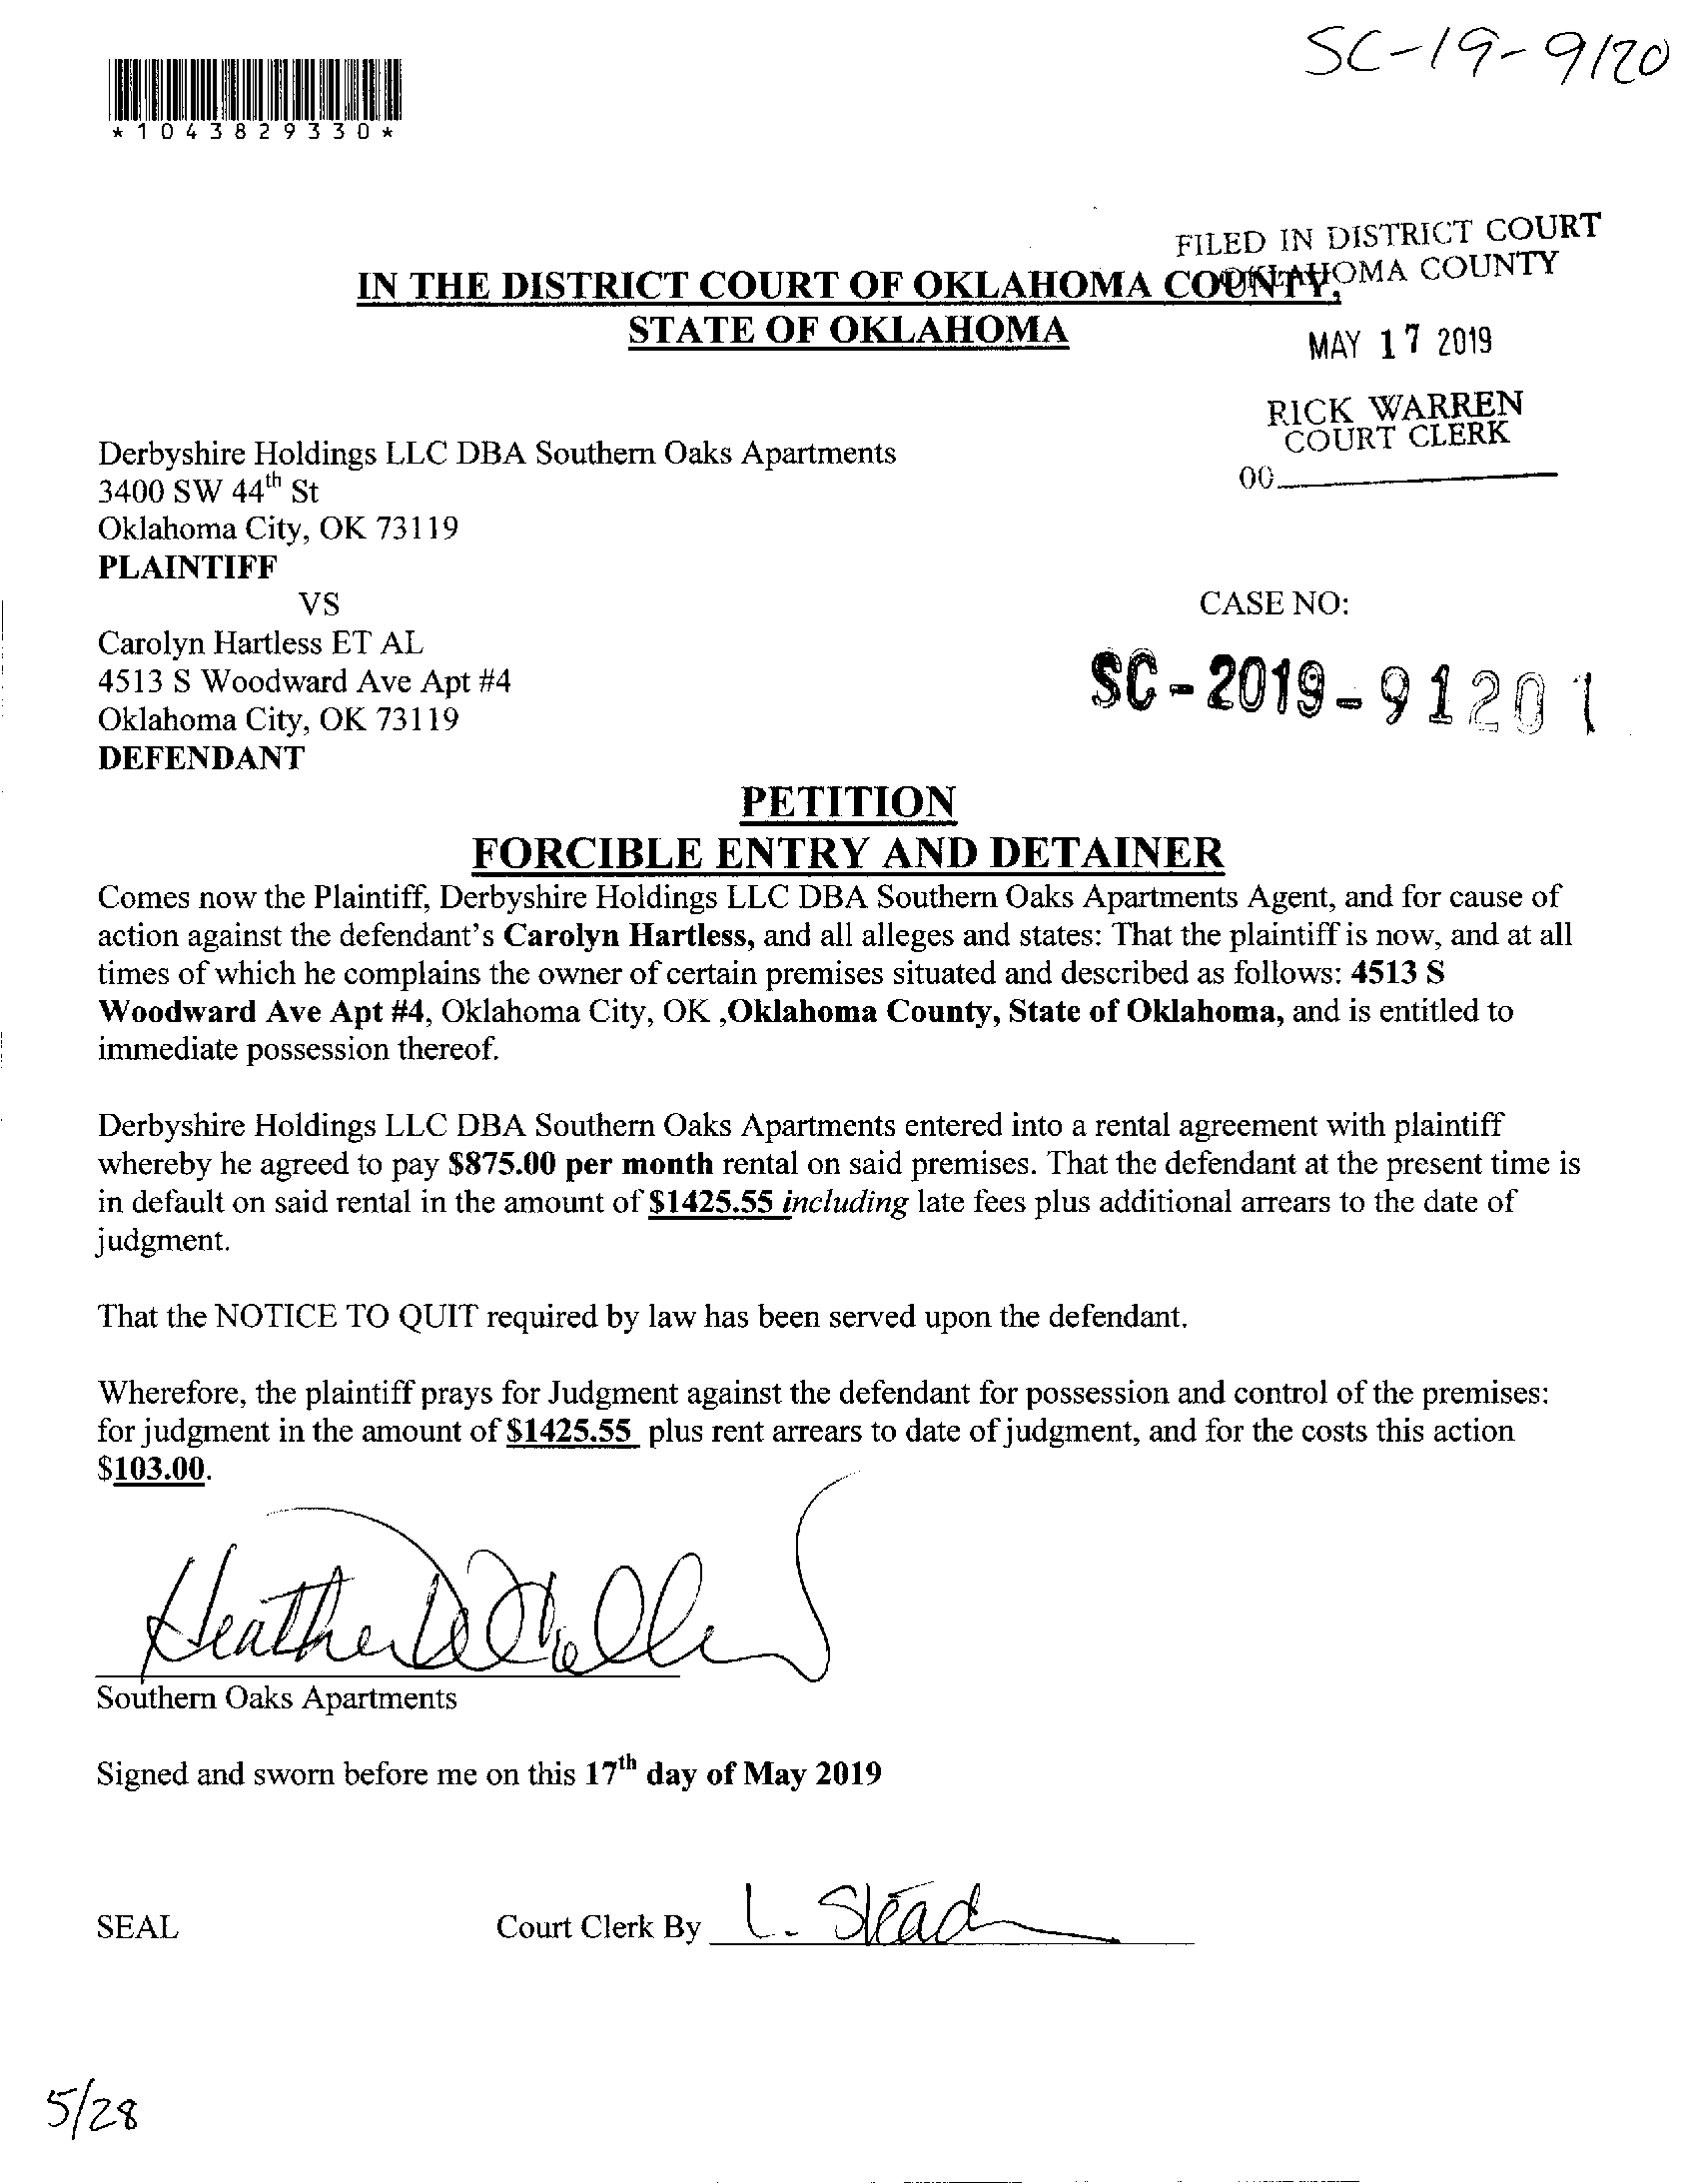 SC-19-9120
*1043829330*
FILED IN DISTRICT COURT
OKLAHOMA COUNTY
IN THE DISTRICT COURT OF OKLAHOMA COUNTY,
STATE OF OKLAHOMA
MAY 17 2019
RICK WARREN
COURT CLERK
Derbyshire Holdings LLC DBA Southern Oaks Apartments
3400 SW 44th St
Oklahoma City, OK 73119
PLAINTIFF
VS
CASE NO:
Carolyn Hartless ET AL
4513 S Woodward Ave Apt #4
SC-2019-91201
Oklahoma City, OK 73119
DEFENDANT
PETITION
FORCIBLE ENTRY AND DETAINER
Comes now the Plaintiff, Derbyshire Holdings LLC DBA Southern Oaks Apartments Agent, and for cause of
action against the defendant's Carolyn Hartless, and all alleges and states: That the plaintiff is now, and at all
times of which he complains the owner of certain premises situated and described as follows: 4513 S
Woodward Ave Apt #4, Oklahoma City, OK ,Oklahoma County, State of Oklahoma, and is entitled to
immediate possession thereof.
Derbyshire Holdings LLC DBA Southern Oaks Apartments entered into a rental agreement with plaintiff
whereby he agreed to pay $875.00 per month rental on said premises. That the defendant at the present time is
in default on said rental in the amount of $1425.55 including late fees plus additional arrears to the date of
judgment.
That the NOTICE TO QUIT required by law has been served upon the defendant.
Wherefore, the plaintiff prays for Judgment against the defendant for possession and control of the premises:
for judgment in the amount of $1425.55 plus rent arrears to date of judgment, and for the costs this action
$103.00.
Heather
Southern Oaks Apartments
Signed and sworn before me on this 17th day of May 2019
SEAL Court Clerk By L. Stead
5/28